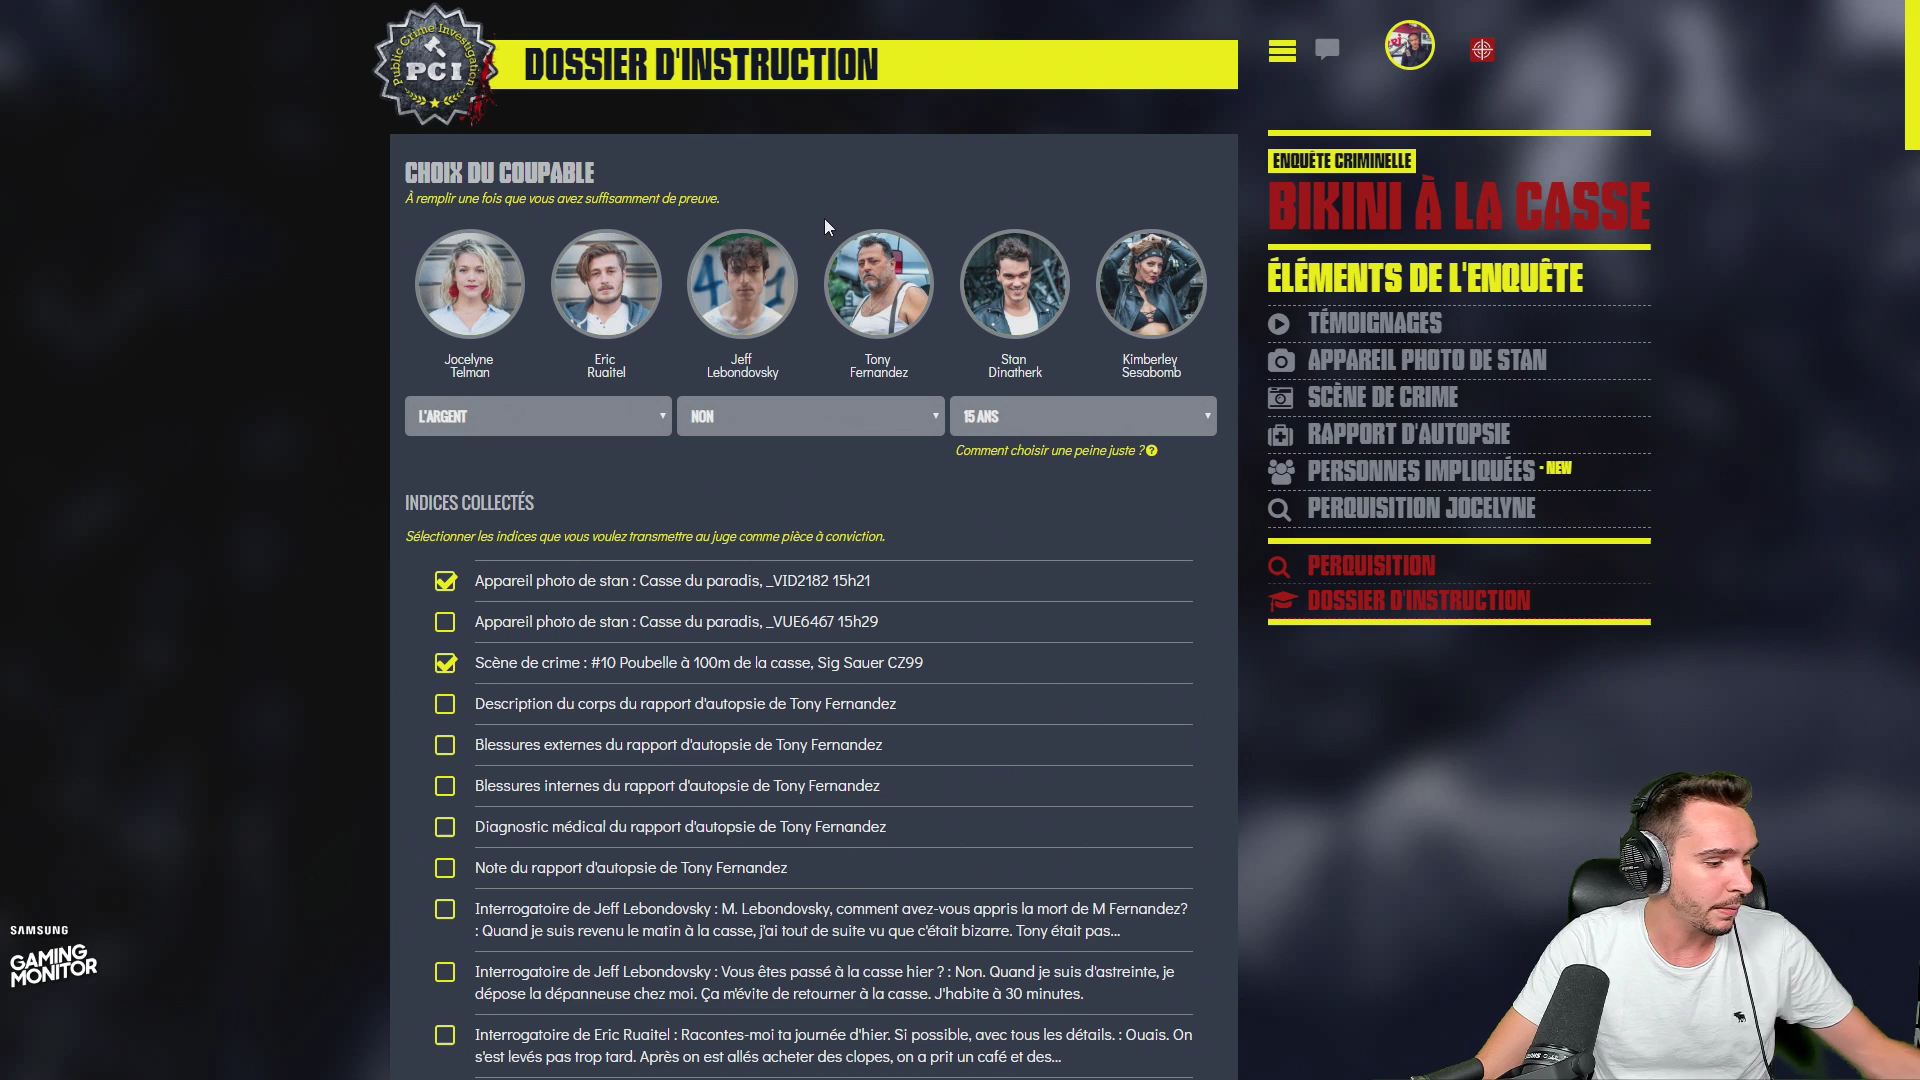 Public Crime Investigation
PCI
DOSSIER D'INSTRUCTION
CHOIX DU COUPABLE
À remplir une fois que vous avez suffisamment de preuve.
Jocelyne
Telman
Eric
Ruaitel
Jeff
Lebondovsky
Tony
Fernandez
Stan
Dinatherk
Kimberley
Sesabomb
L'ARGENT
NON
15 ANS
Comment choisir une peine juste ?
INDICES COLLECTÉS
Sélectionner les indices que vous voulez transmettre au juge comme pièce à conviction.
Appareil photo de stan : Casse du paradis, _VID2182 15h21
Appareil photo de stan : Casse du paradis, _VUE6467 15h29
Scène de crime : #10 Poubelle à 100m de la casse, Sig Sauer CZ99
Description du corps du rapport d'autopsie de Tony Fernandez
Blessures externes du rapport d'autopsie de Tony Fernandez
Blessures internes du rapport d'autopsie de Tony Fernandez
Diagnostic médical du rapport d'autopsie de Tony Fernandez
Note du rapport d'autopsie de Tony Fernandez
Interrogatoire de Jeff Lebondovsky : M. Lebondovsky, comment avez-vous appris la mort de M Fernandez?
: Quand je suis revenu le matin à la casse, j'ai tout de suite vu que c'était bizarre. Tony était pas...
Interrogatoire de Jeff Lebondovsky : Vous êtes passé à la casse hier ? : Non. Quand je suis d'astreinte, je
dépose la dépanneuse chez moi. Ça m'évite de retourner à la casse. J'habite à 30 minutes.
Interrogatoire de Eric Ruaitel : Racontes-moi ta journée d'hier. Si possible, avec tous les détails. : Ouais. On
s'est levés pas trop tard. Après on est allés acheter des clopes, on a prit un café et des...
ENQUÊTE CRIMINELLE
BIKINI À LA CASSE
ÉLÉMENTS DE L'ENQUÊTE
TÉMOIGNAGES
APPAREIL PHOTO DE STAN
SCÈNE DE CRIME
RAPPORT D'AUTOPSIE
PERSONNES IMPLIQUÉES - NEW
PERQUISITION JOCELYNE
PERQUISITION
DOSSIER D'INSTRUCTION
SAMSUNG
GAMING
MONITOR